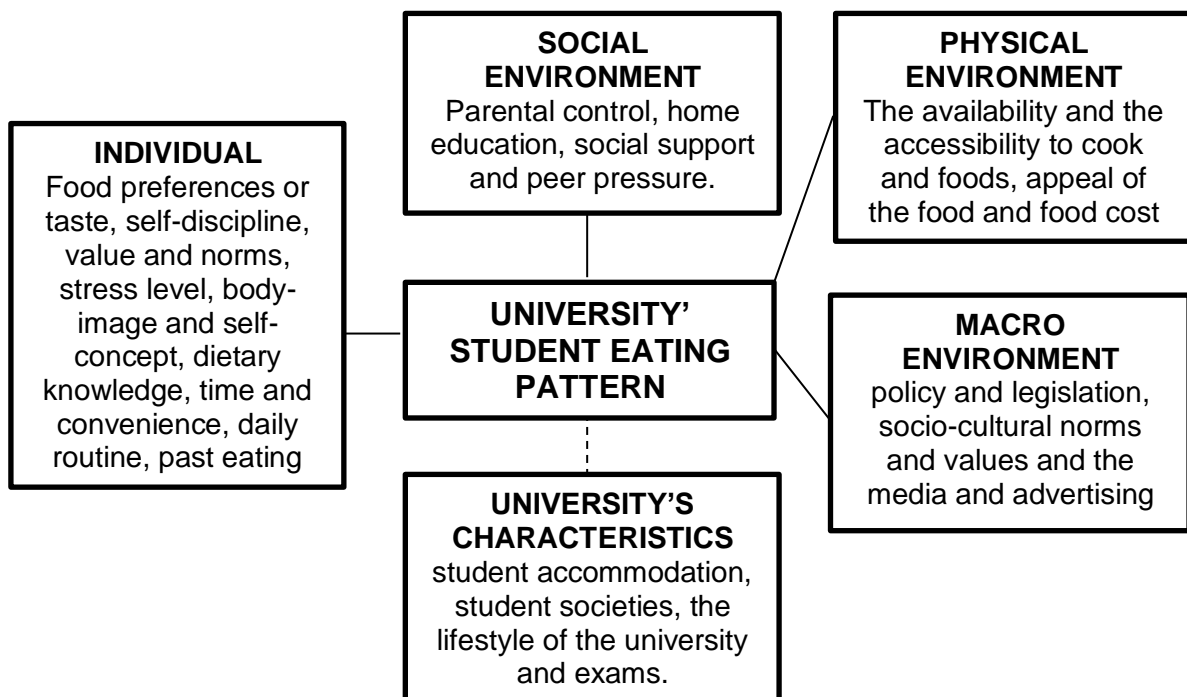 SOCIAL
ENVIRONMENT
Parental control, home
education, social support
and peer pressure.
PHYSICAL
ENVIRONMENT
The availability and the
accessibility to cook
and foods, appeal of
the food and food cost
INDIVIDUAL
Food preferences or
taste, self-discipline,
value and norms,
stress level, body-
image and self-
concept, dietary
knowledge, time and
convenience, daily
routine, past eating
UNIVERSITY’
STUDENT EATING
PATTERN
MACRO
ENVIRONMENT
policy and legislation,
socio-cultural norms
and values and the
media and advertising
UNIVERSITY’S
CHARACTERISTICS
student accommodation,
student societies, the
lifestyle of the university
and exams.